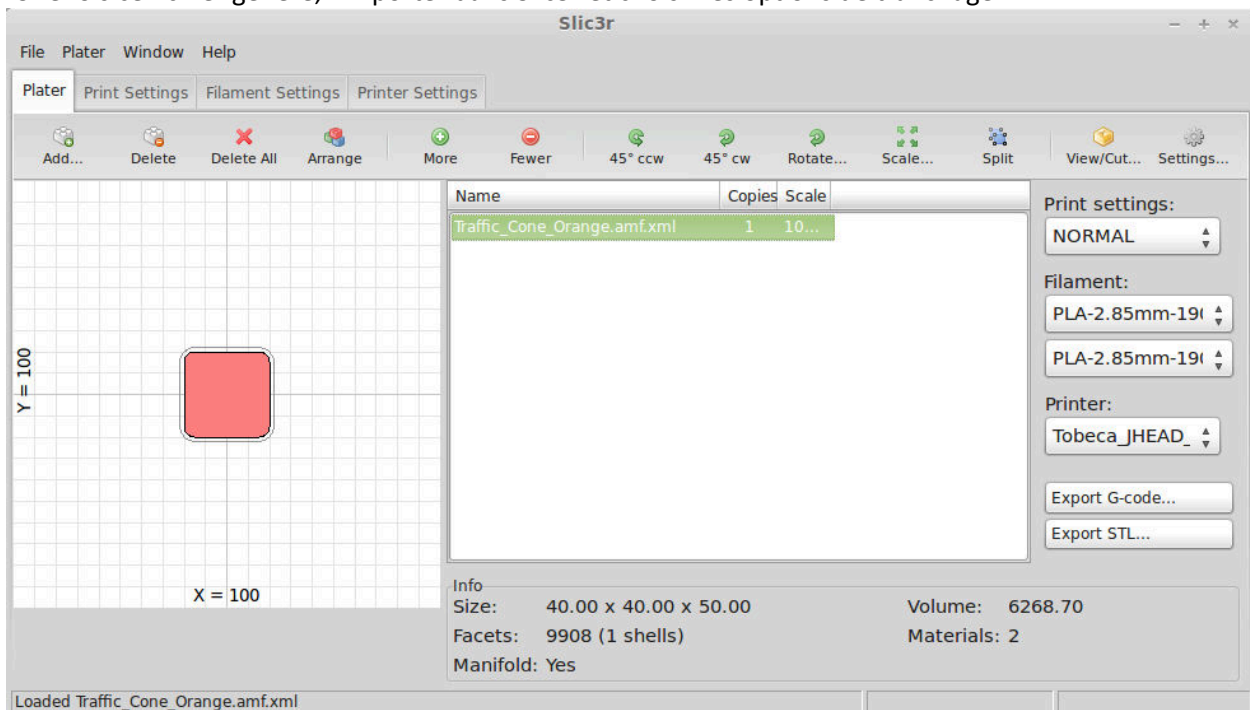 Slic3r
File Plater Window Help
Plater Print Settings Filament Settings Printer Settings
Add... Delete Delete All Arrange More Fewer 45° ccw 45° cw Rotate... Scale... Split View/Cut... Settings...
Name Copies Scale
Traffic_Cone_Orange.amf.xml 1 10...
Print settings:
NORMAL
Filament:
PLA-2.85mm-19
PLA-2.85mm-19
Printer:
Tobeca_JHEAD_
Export G-code...
Export STL...
Y = 100
X = 100
Info
Size: 40.00 x 40.00 x 50.00 Volume: 6268.70
Facets: 9908 (1 shells) Materials: 2
Manifold: Yes
Loaded Traffic_Cone_Orange.amf.xml